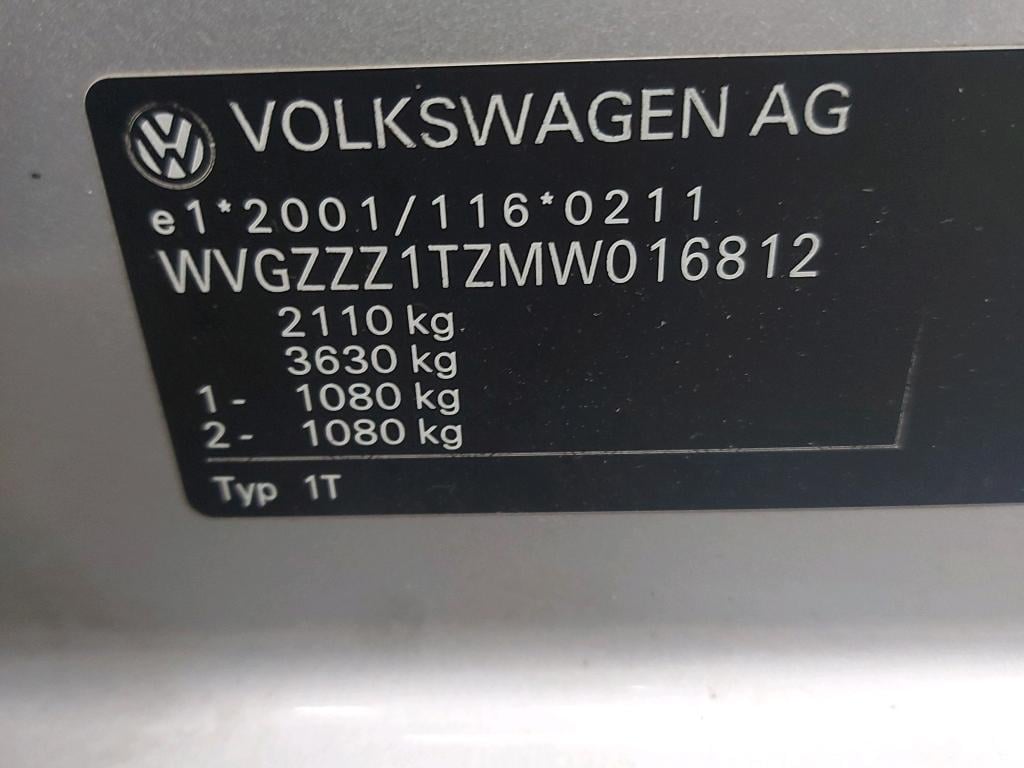 VOLKSWAGEN AG
e1*2001/116*0211
WVGZZZ1TZMW016812
2110 kg
3630 kg
1- 1080 kg
2- 1080 kg
Typ 1T